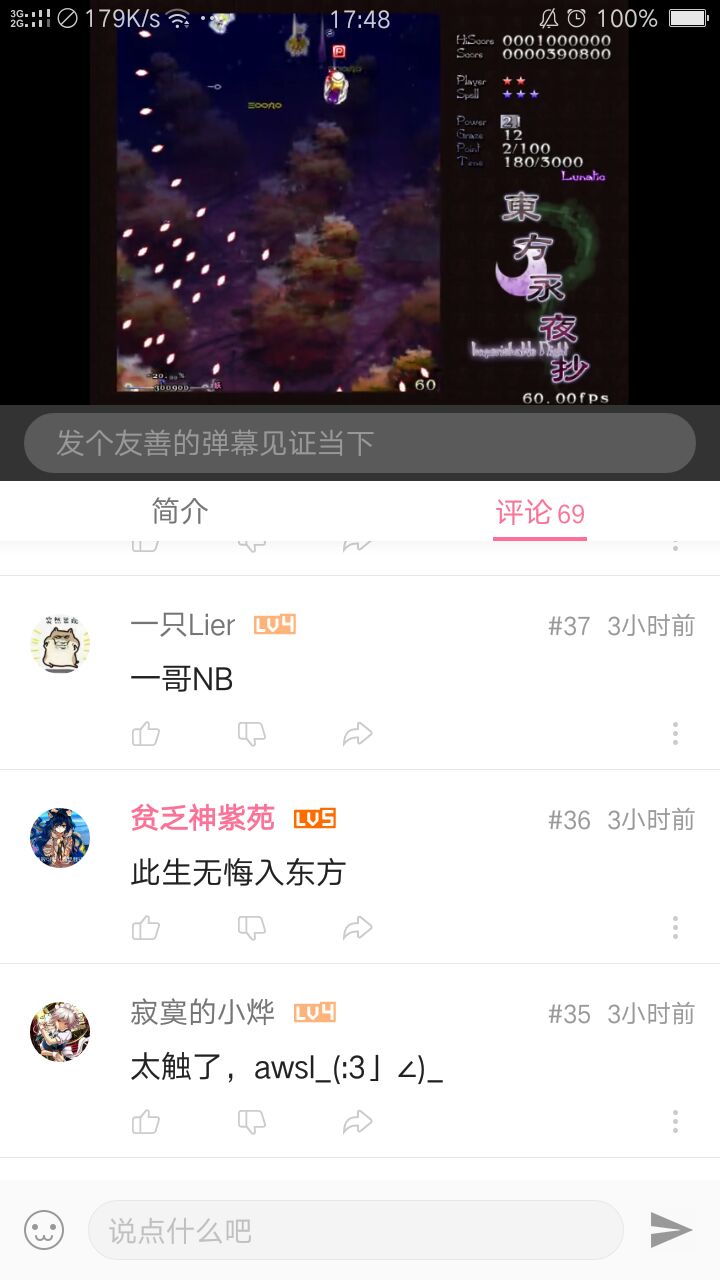 3G 2G 179K/s 17:48 100%
HiScore 0001000000
Score 0000390800
Player
Spell
Power 21
Graze 12
Point 2/100
Time 180/3000
Lunatic
東方永夜抄
Imperishable Night
60
60.00fps
发个友善的弹幕见证当下
简介 评论 69
一只Lier LV4 #37 3小时前
一哥NB
贫乏神紫苑 LV5 #36 3小时前
此生无悔入东方
寂寞的小烨 LV4 #35 3小时前
太触了，awsl_(:3」∠)_
说点什么吧